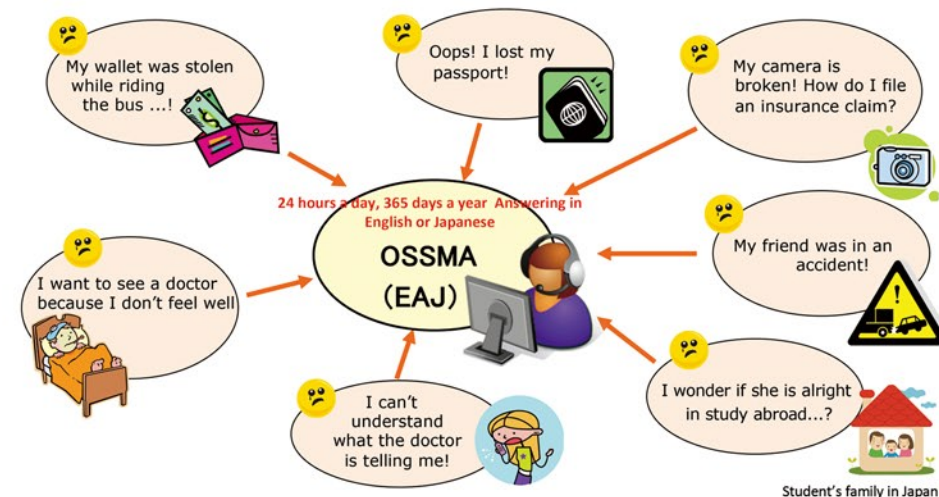 My wallet was stolen
while riding
the bus ...!
Oops! I lost my
passport!
My camera is
broken! How do I file
an insurance claim?
24 hours a day, 365 days a year Answering in
English or Japanese
OSSMA
(EAJ)
My friend was in an
accident!
I want to see a doctor
because I don't feel well
I can't
understand
what the doctor
is telling me!
I wonder if she is alright
in study abroad...?
Student's family in Japan